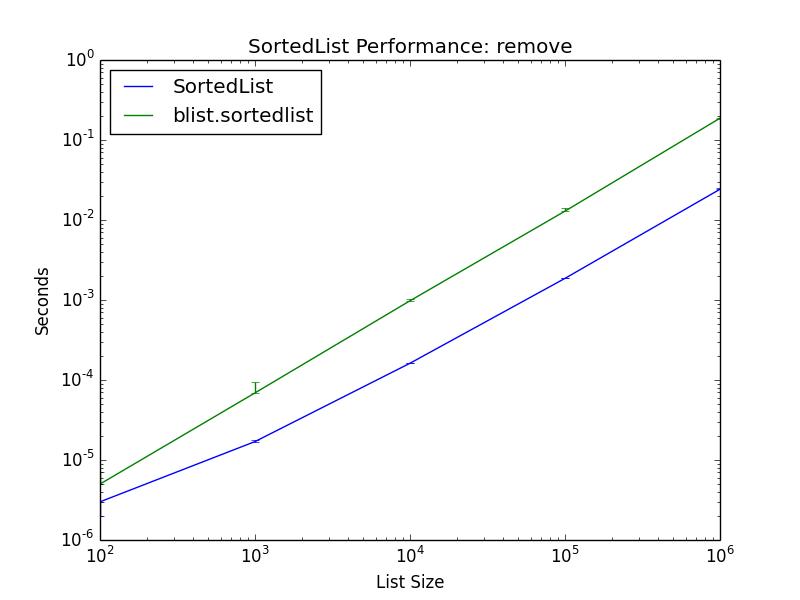 SortedList Performance: remove
10^0
SortedList
blist.sortedlist
10^-1
10^-2
10^-3
10^-4
10^-5
10^-6
Seconds
10^2
10^3
10^4
10^5
10^6
List Size